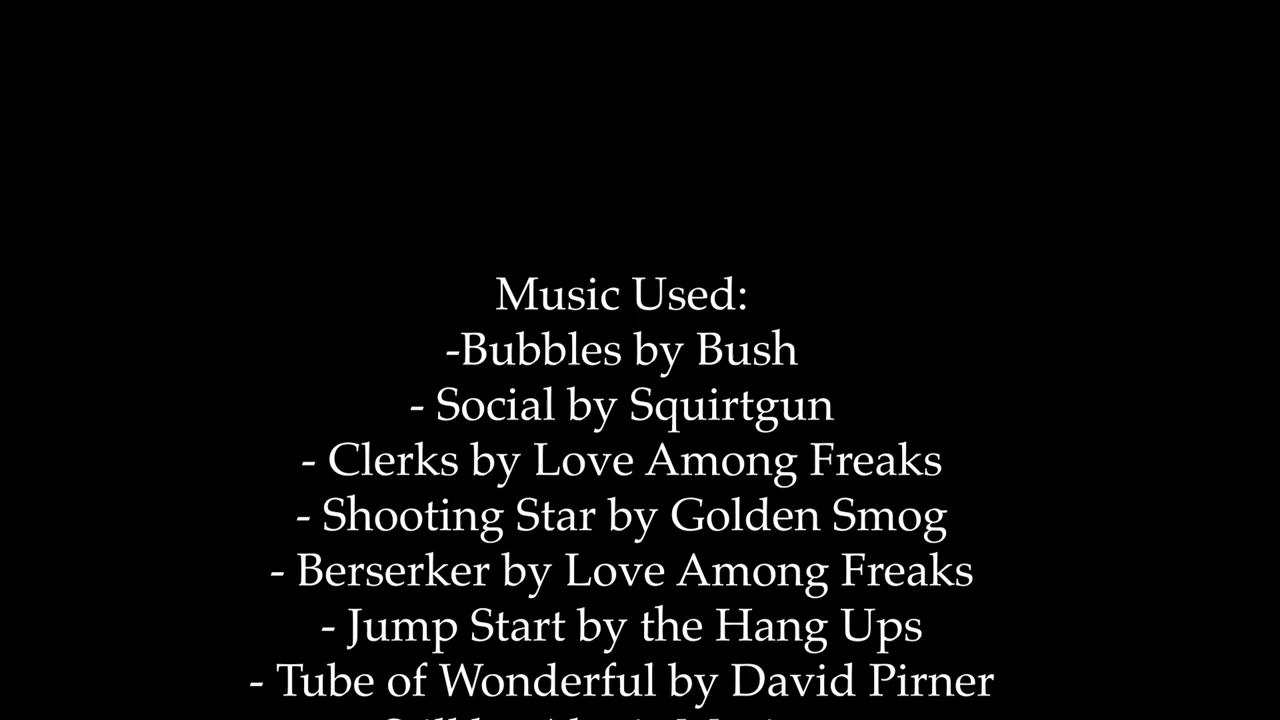 Music Used:
-Bubbles by Bush
- Social by Squirtgun
- Clerks by Love Among Freaks
- Shooting Star by Golden Smog
- Berserker by Love Among Freaks
- Jump Start by the Hang Ups
- Tube of Wonderful by David Pirner